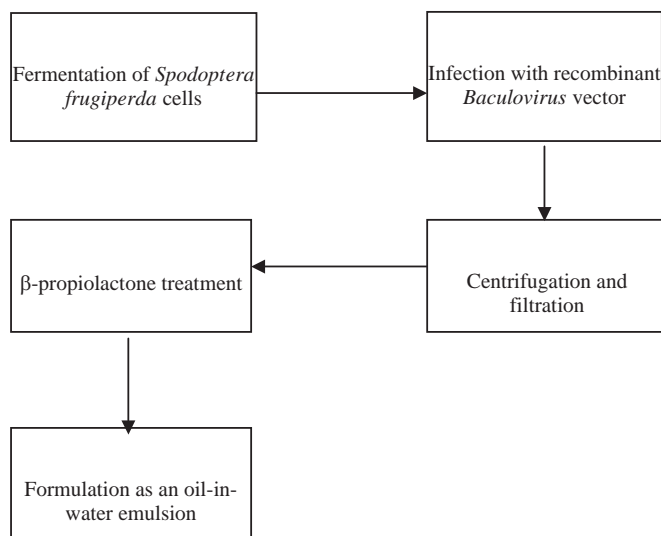 Fermentation of Spodoptera
frugiperda cells
Infection with recombinant
Baculovirus vector
Centrifugation and
filtration
β-propiolactone treatment
Formulation as an oil-in-
water emulsion